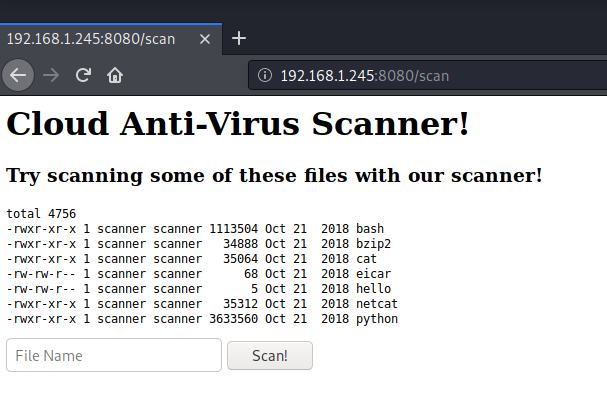 192.168.1.245:8080/scan
192.168.1.245:8080/scan
Cloud Anti-Virus Scanner!
Try scanning some of these files with our scanner!
total 4756
-rwxr-xr-x 1 scanner scanner 1113504 Oct 21  2018 bash
-rwxr-xr-x 1 scanner scanner   34888 Oct 21  2018 bzip2
-rwxr-xr-x 1 scanner scanner   35064 Oct 21  2018 cat
-rw-rw-r-- 1 scanner scanner      68 Oct 21  2018 eicar
-rw-rw-r-- 1 scanner scanner       5 Oct 21  2018 hello
-rwxr-xr-x 1 scanner scanner   35312 Oct 21  2018 netcat
-rwxr-xr-x 1 scanner scanner 3633560 Oct 21  2018 python
File Name Scan!